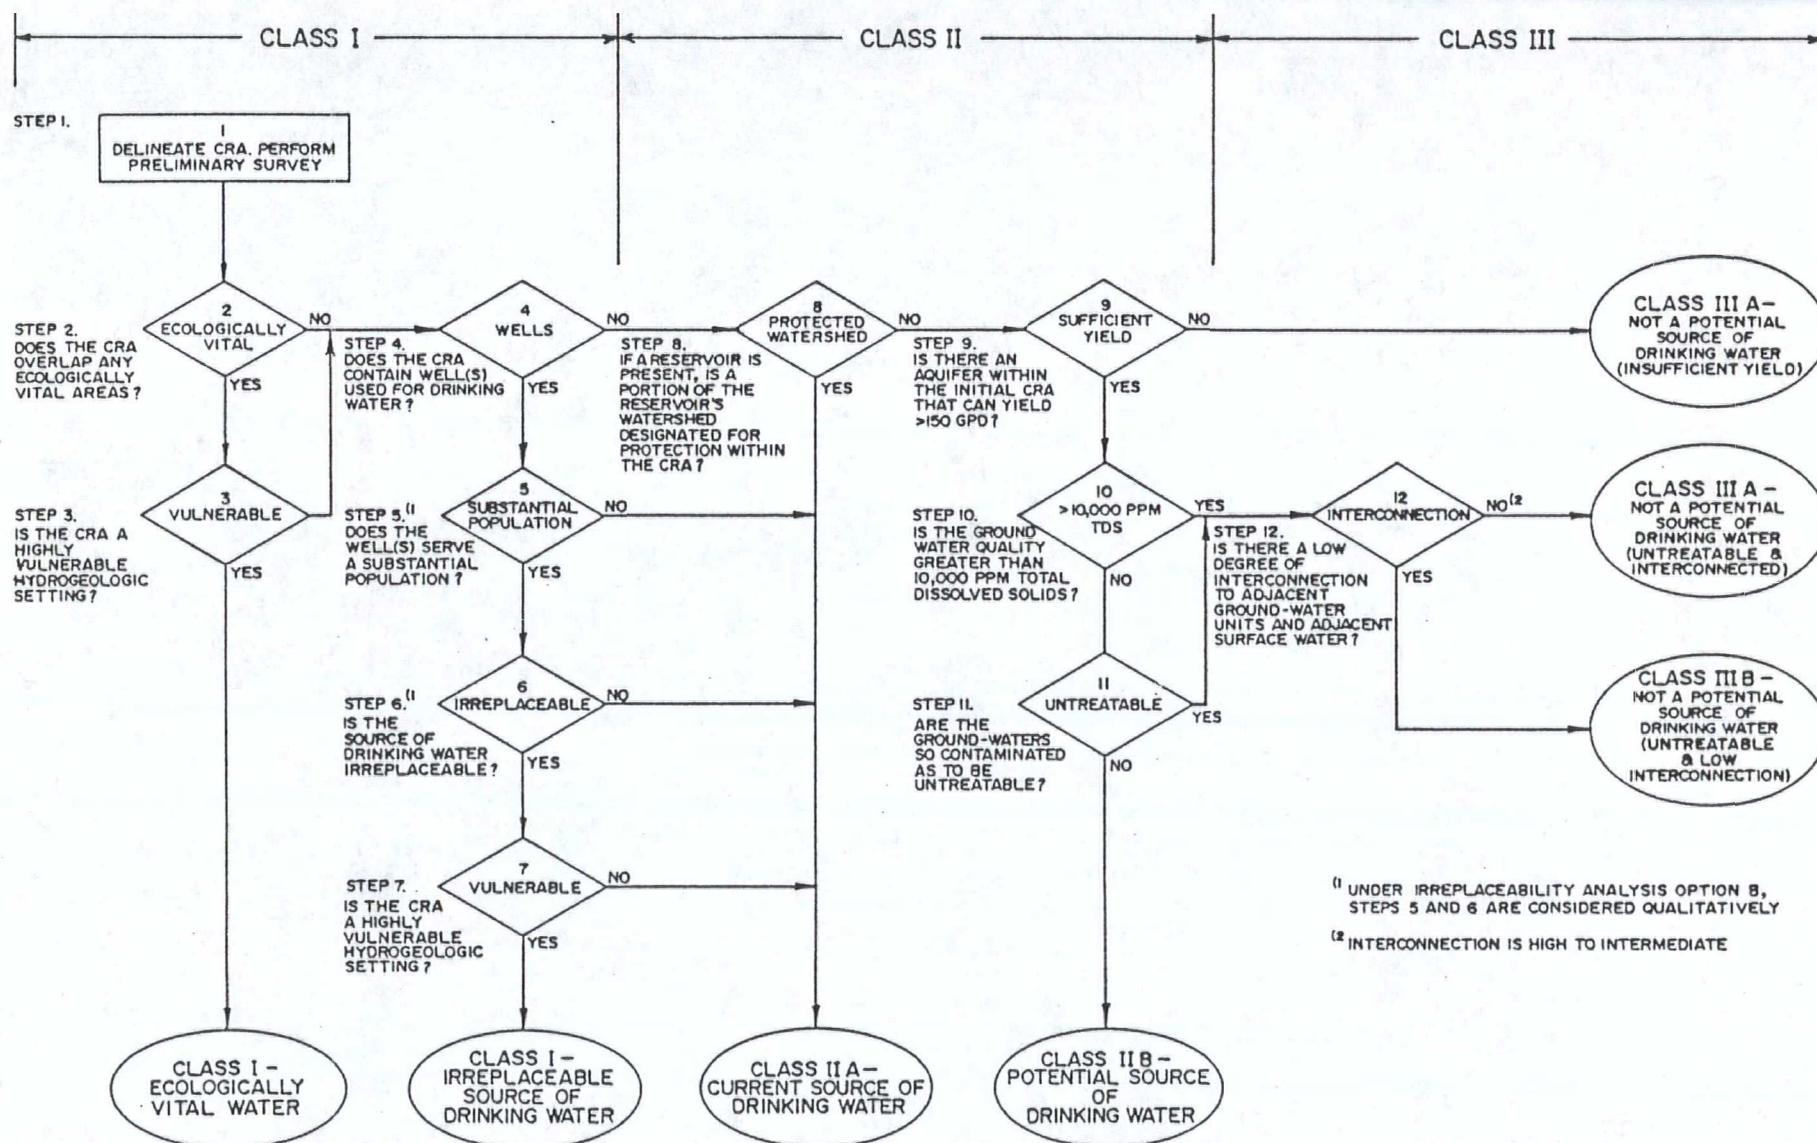 CLASS I
CLASS II
CLASS III
STEP 1.
1
DELINEATE CRA. PERFORM
PRELIMINARY SURVEY
2
ECOLOGICALLY
VITAL
NO
YES
STEP 2.
DOES THE CRA
OVERLAP ANY
ECOLOGICALLY
VITAL AREAS?
3
VULNERABLE
NO
YES
STEP 3.
IS THE CRA A
HIGHLY
VULNERABLE
HYDROGEOLOGIC
SETTING?
4
WELLS
NO
YES
STEP 4.
DOES THE CRA
CONTAIN WELL(S)
USED FOR DRINKING
WATER?
5
SUBSTANTIAL
POPULATION
NO
YES
STEP 5.(1
DOES THE
WELL(S) SERVE
A SUBSTANTIAL
POPULATION?
6
IRREPLACEABLE
NO
YES
STEP 6.(1
IS THE
SOURCE OF
DRINKING WATER
IRREPLACEABLE?
7
VULNERABLE
NO
YES
STEP 7.
IS THE CRA
A HIGHLY
VULNERABLE
HYDROGEOLOGIC
SETTING?
8
PROTECTED
WATERSHED
NO
YES
STEP 8.
IF A RESERVOIR IS
PRESENT, IS A
PORTION OF THE
RESERVOIR'S
WATERSHED
DESIGNATED FOR
PROTECTION WITHIN
THE CRA?
9
SUFFICIENT
YIELD
NO
YES
STEP 9.
IS THERE AN
AQUIFER WITHIN
THE INITIAL CRA
THAT CAN YIELD
>150 GPD?
10
>10,000 PPM
TDS
YES
NO
STEP 10.
IS THE GROUND
WATER QUALITY
GREATER THAN
10,000 PPM TOTAL
DISSOLVED SOLIDS?
11
UNTREATABLE
YES
NO
STEP 11.
ARE THE
GROUND-WATERS
SO CONTAMINATED
AS TO BE
UNTREATABLE?
12
INTERCONNECTION
NO(2
YES
STEP 12.
IS THERE A LOW
DEGREE OF
INTERCONNECTION
TO ADJACENT
GROUND-WATER
UNITS AND ADJACENT
SURFACE WATER?
CLASS III A–
NOT A POTENTIAL
SOURCE OF
DRINKING WATER
(INSUFFICIENT YIELD)
CLASS III A –
NOT A POTENTIAL
SOURCE OF
DRINKING WATER
(UNTREATABLE &
INTERCONNECTED)
CLASS III B –
NOT A POTENTIAL
SOURCE OF
DRINKING WATER
(UNTREATABLE
& LOW
INTERCONNECTION)
(1 UNDER IRREPLACEABILITY ANALYSIS OPTION B,
STEPS 5 AND 6 ARE CONSIDERED QUALITATIVELY
(2 INTERCONNECTION IS HIGH TO INTERMEDIATE
CLASS I –
ECOLOGICALLY
VITAL WATER
CLASS I –
IRREPLACEABLE
SOURCE OF
DRINKING WATER
CLASS II A–
CURRENT SOURCE OF
DRINKING WATER
CLASS II B –
POTENTIAL SOURCE
OF
DRINKING WATER